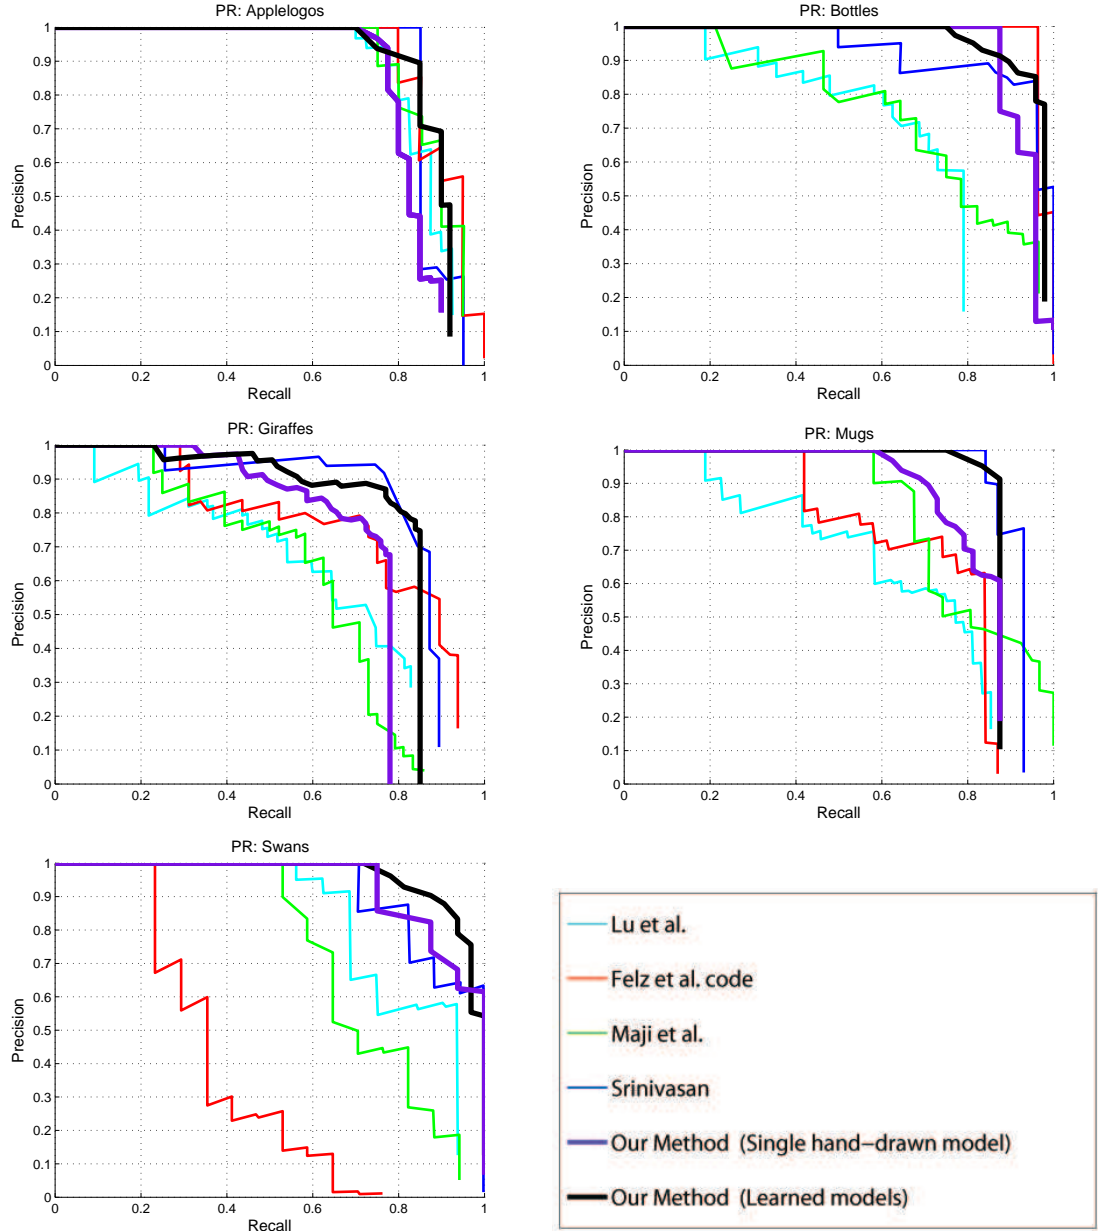 PR: Applelogos
1
0.9
0.8
0.7
0.6
0.5
0.4
0.3
0.2
0.1
0
Precision
0 0.2 0.4 0.6 0.8 1
Recall
PR: Bottles
1
0.9
0.8
0.7
0.6
0.5
0.4
0.3
0.2
0.1
0
Precision
0 0.2 0.4 0.6 0.8 1
Recall
PR: Giraffes
1
0.9
0.8
0.7
0.6
0.5
0.4
0.3
0.2
0.1
0
Precision
0 0.2 0.4 0.6 0.8 1
Recall
PR: Mugs
1
0.9
0.8
0.7
0.6
0.5
0.4
0.3
0.2
0.1
0
Precision
0 0.2 0.4 0.6 0.8 1
Recall
PR: Swans
1
0.9
0.8
0.7
0.6
0.5
0.4
0.3
0.2
0.1
0
Precision
0 0.2 0.4 0.6 0.8 1
Recall
Lu et al.
Felz et al. code
Maji et al.
Srinivasan
Our Method (Single hand–drawn model)
Our Method (Learned models)